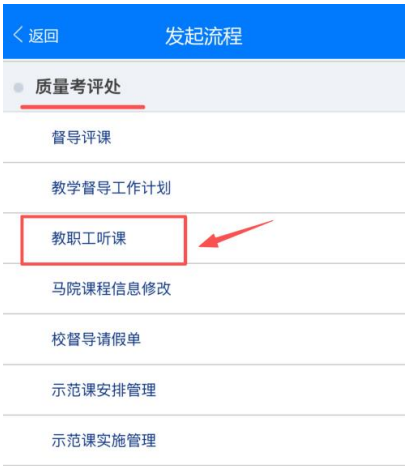 返回 发起流程
质量考评处
督导评课
教学督导工作计划
教职工听课
马院课程信息修改
校督导请假单
示范课安排管理
示范课实施管理